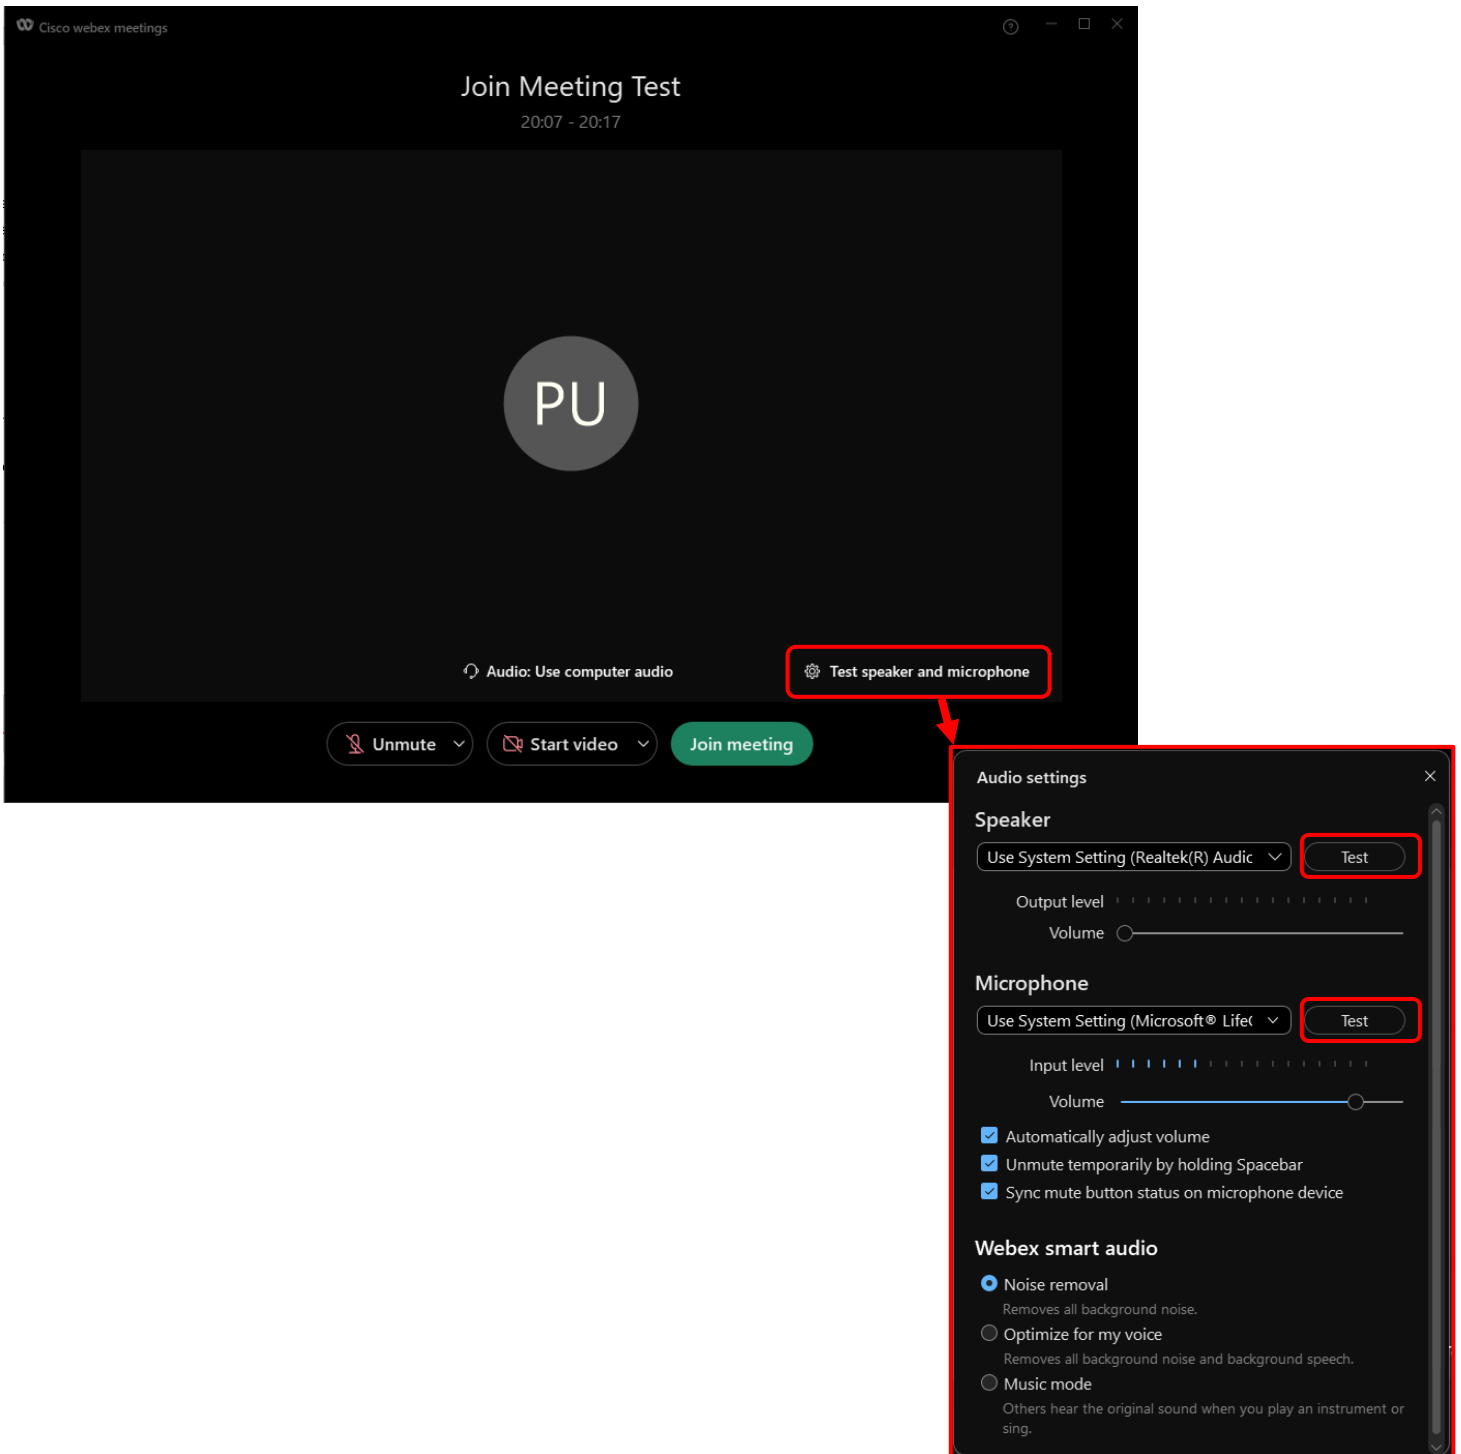 Cisco webex meetings
Join Meeting Test
20:07 - 20:17
PU
Audio: Use computer audio
Test speaker and microphone
Unmute
Start video
Join meeting
Audio settings
Speaker
Use System Setting (Realtek(R) Audic
Test
Output level
Volume
Microphone
Use System Setting (Microsoft® Life(
Test
Input level
Volume
Automatically adjust volume
Unmute temporarily by holding Spacebar
Sync mute button status on microphone device
Webex smart audio
Noise removal
Removes all background noise.
Optimize for my voice
Removes all background noise and background speech.
Music mode
Others hear the original sound when you play an instrument or
sing.